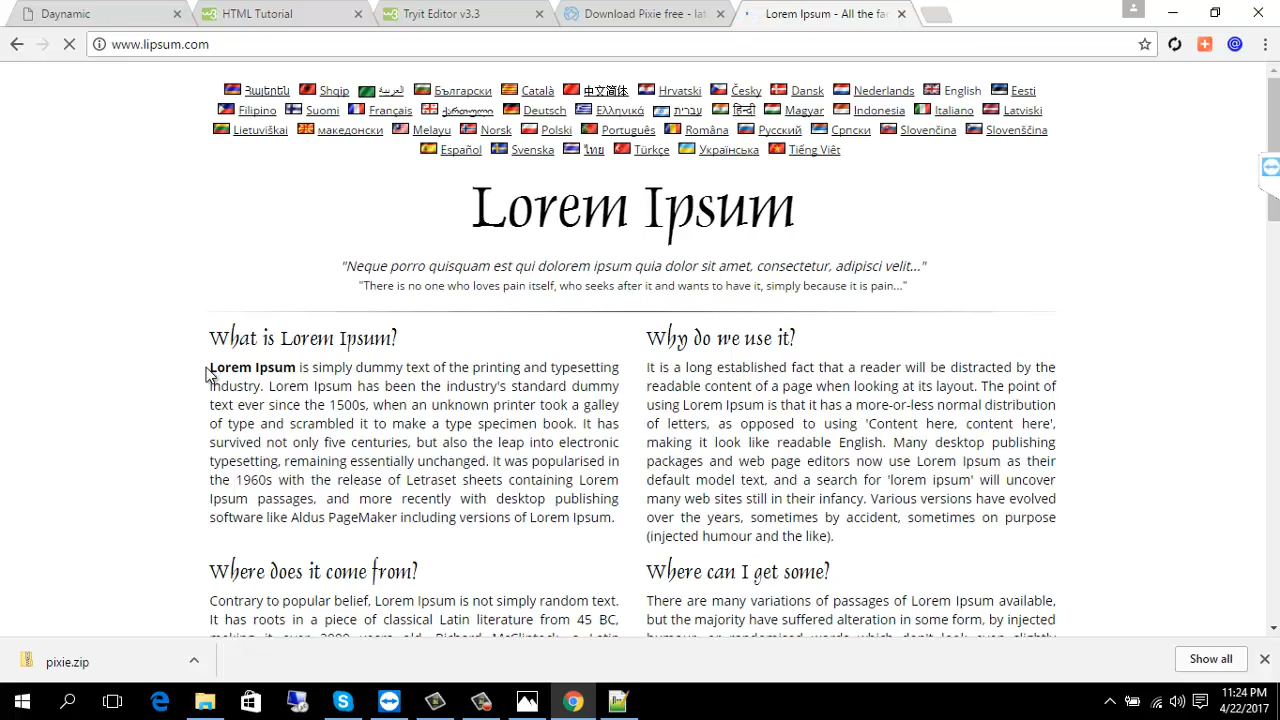 Daynamic
HTML Tutorial
Tryit Editor v3.3
Download Pixie free - lat
Lorem Ipsum - All the fac
www.lipsum.com
Հայերեն Shqip العربية Български Català 中文简体 Hrvatski Česky Dansk Nederlands English Eesti
Filipino Suomi Français ქართული Deutsch Ελληνικά עברית हिन्दी Magyar Indonesia Italiano Latviski
Lietuviškai македонски Melayu Norsk Polski Português Româna Русский Српски Slovenčina Slovenščina
Español Svenska ไทย Türkçe Українська Tiếng Việt
Lorem Ipsum
"Neque porro quisquam est qui dolorem ipsum quia dolor sit amet, consectetur, adipisci velit..."
"There is no one who loves pain itself, who seeks after it and wants to have it, simply because it is pain..."
What is Lorem Ipsum?
Lorem Ipsum is simply dummy text of the printing and typesetting
industry. Lorem Ipsum has been the industry's standard dummy
text ever since the 1500s, when an unknown printer took a galley
of type and scrambled it to make a type specimen book. It has
survived not only five centuries, but also the leap into electronic
typesetting, remaining essentially unchanged. It was popularised in
the 1960s with the release of Letraset sheets containing Lorem
Ipsum passages, and more recently with desktop publishing
software like Aldus PageMaker including versions of Lorem Ipsum.
Why do we use it?
It is a long established fact that a reader will be distracted by the
readable content of a page when looking at its layout. The point of
using Lorem Ipsum is that it has a more-or-less normal distribution
of letters, as opposed to using 'Content here, content here',
making it look like readable English. Many desktop publishing
packages and web page editors now use Lorem Ipsum as their
default model text, and a search for 'lorem ipsum' will uncover
many web sites still in their infancy. Various versions have evolved
over the years, sometimes by accident, sometimes on purpose
(injected humour and the like).
Where does it come from?
Contrary to popular belief, Lorem Ipsum is not simply random text.
It has roots in a piece of classical Latin literature from 45 BC,
making it over 2000 years old. Richard McClintock, a Latin
Where can I get some?
There are many variations of passages of Lorem Ipsum available,
but the majority have suffered alteration in some form, by injected
humour, or randomised words which don't look even slightly
pixie.zip
Show all
11:24 PM
4/22/2017